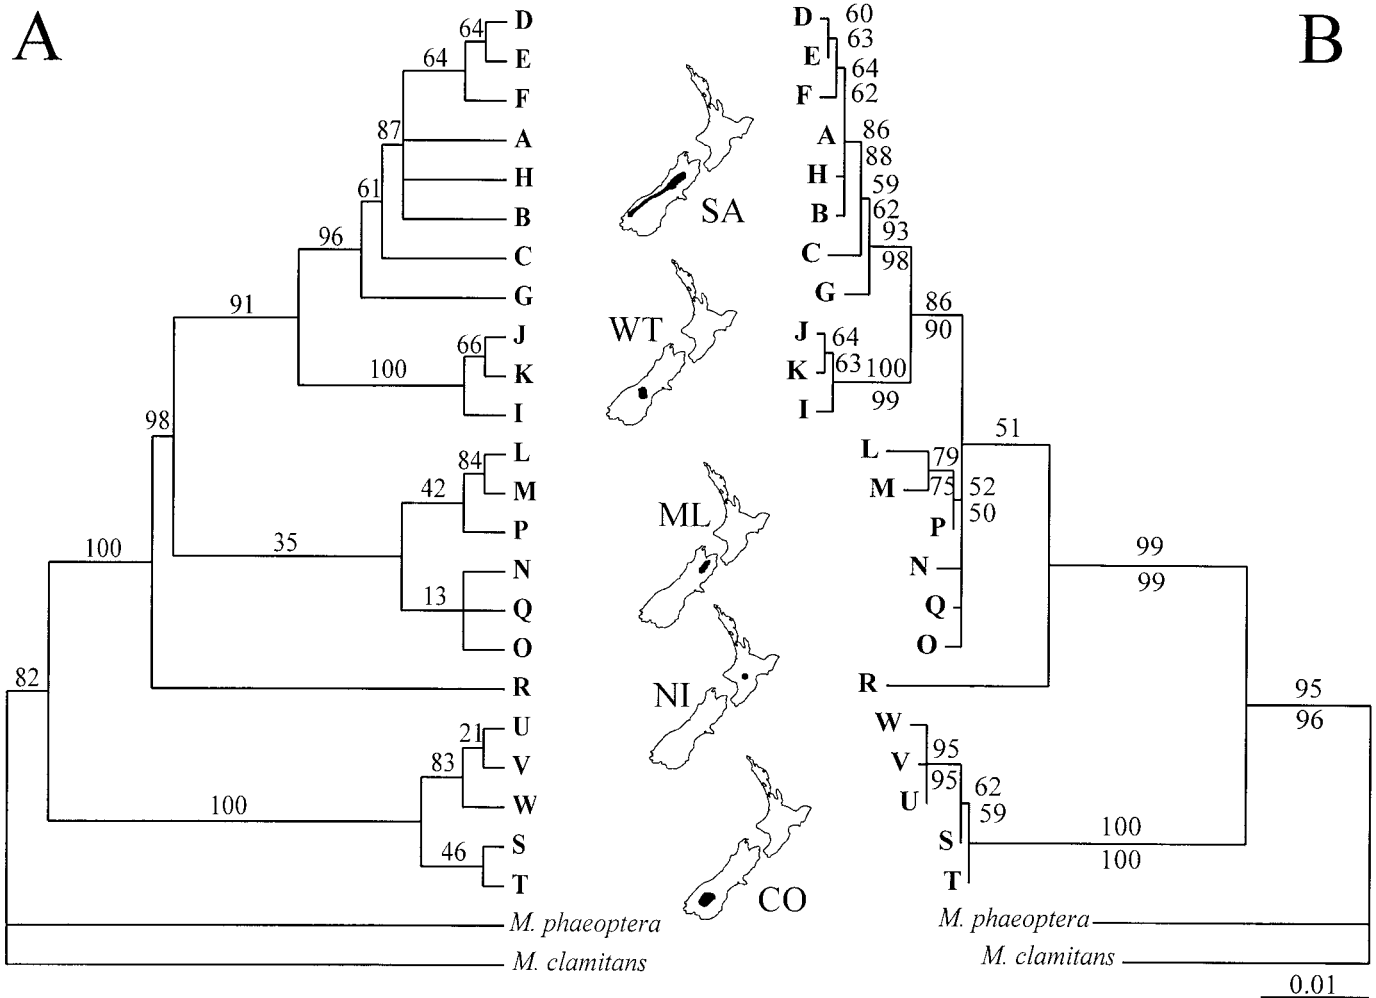 A
B
D
E
F
A
H
B
C
G
J
K
I
L
M
P
N
Q
O
R
U
V
W
S
T
M. phaeoptera
M. clamitans
64
64
87
61
96
91
66
100
98
84
42
35
13
100
82
21
83
100
46
SA
WT
ML
NI
CO
D
E
F
A
H
B
C
G
J
K
I
L
M
P
N
Q
O
R
W
V
U
S
T
M. phaeoptera
M. clamitans
60
63
64
62
86
88
59
62
93
98
86
90
64
63
100
99
51
79
75
52
50
99
99
95
96
95
95
62
59
100
100
0.01